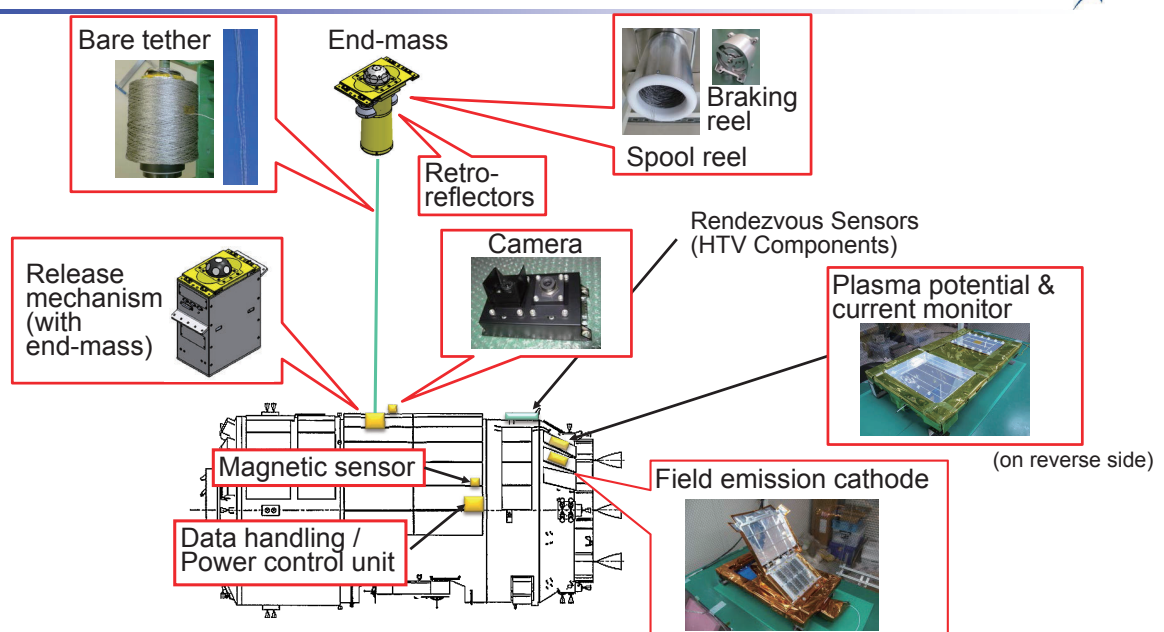 Bare tether
End-mass
Braking
reel
Spool reel
Retro-
reflectors
Rendezvous Sensors
(HTV Components)
Camera
Release
mechanism
(with
end-mass)
Plasma potential &
current monitor
(on reverse side)
Magnetic sensor
Field emission cathode
Data handling /
Power control unit